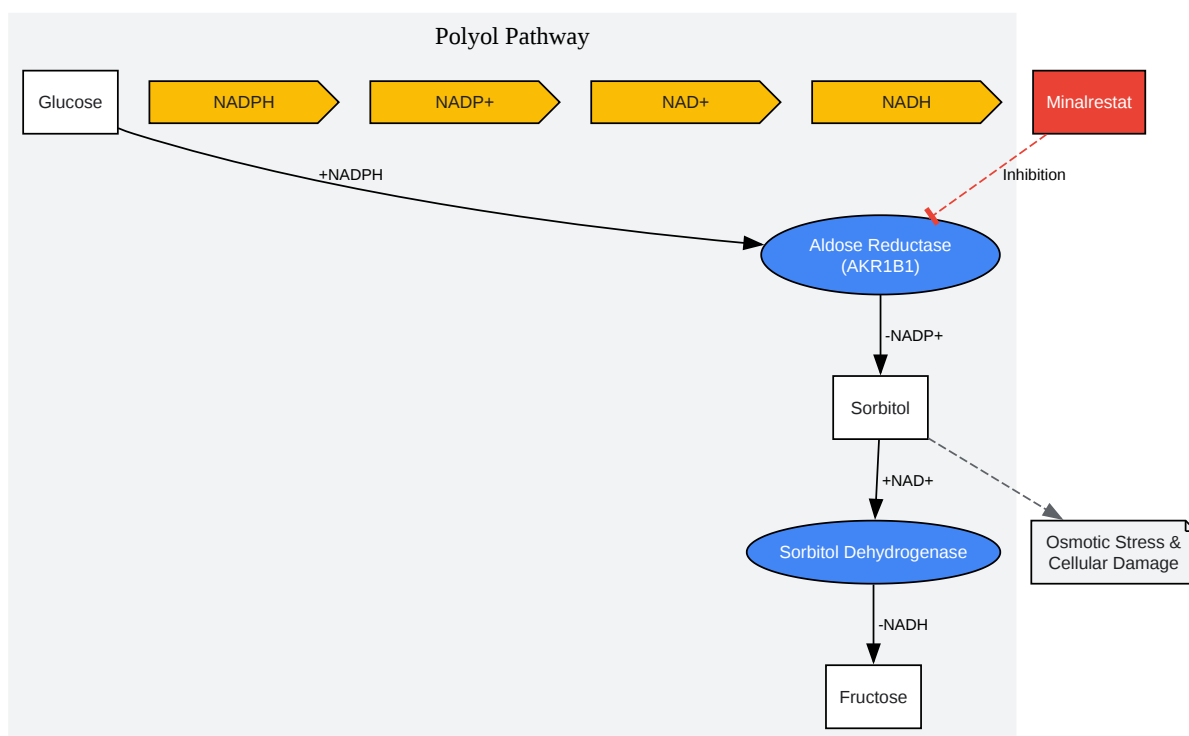 Polyol Pathway
Glucose
NADPH
NADP+
NAD+
NADH
Minalrestat
+NADPH
Inhibition
Aldose Reductase
(AKR1B1)
-NADP+
Sorbitol
+NAD+
Sorbitol Dehydrogenase
Osmotic Stress &
Cellular Damage
-NADH
Fructose